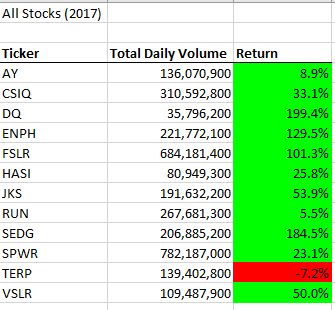 All Stocks (2017)
Ticker Total Daily Volume Return
AY 136,070,900 8.9%
CSIQ 310,592,800 33.1%
DQ 35,796,200 199.4%
ENPH 221,772,100 129.5%
FSLR 684,181,400 101.3%
HASI 80,949,300 25.8%
JKS 191,632,200 53.9%
RUN 267,681,300 5.5%
SEDG 206,885,200 184.5%
SPWR 782,187,000 23.1%
TERP 139,402,800 -7.2%
VSLR 109,487,900 50.0%